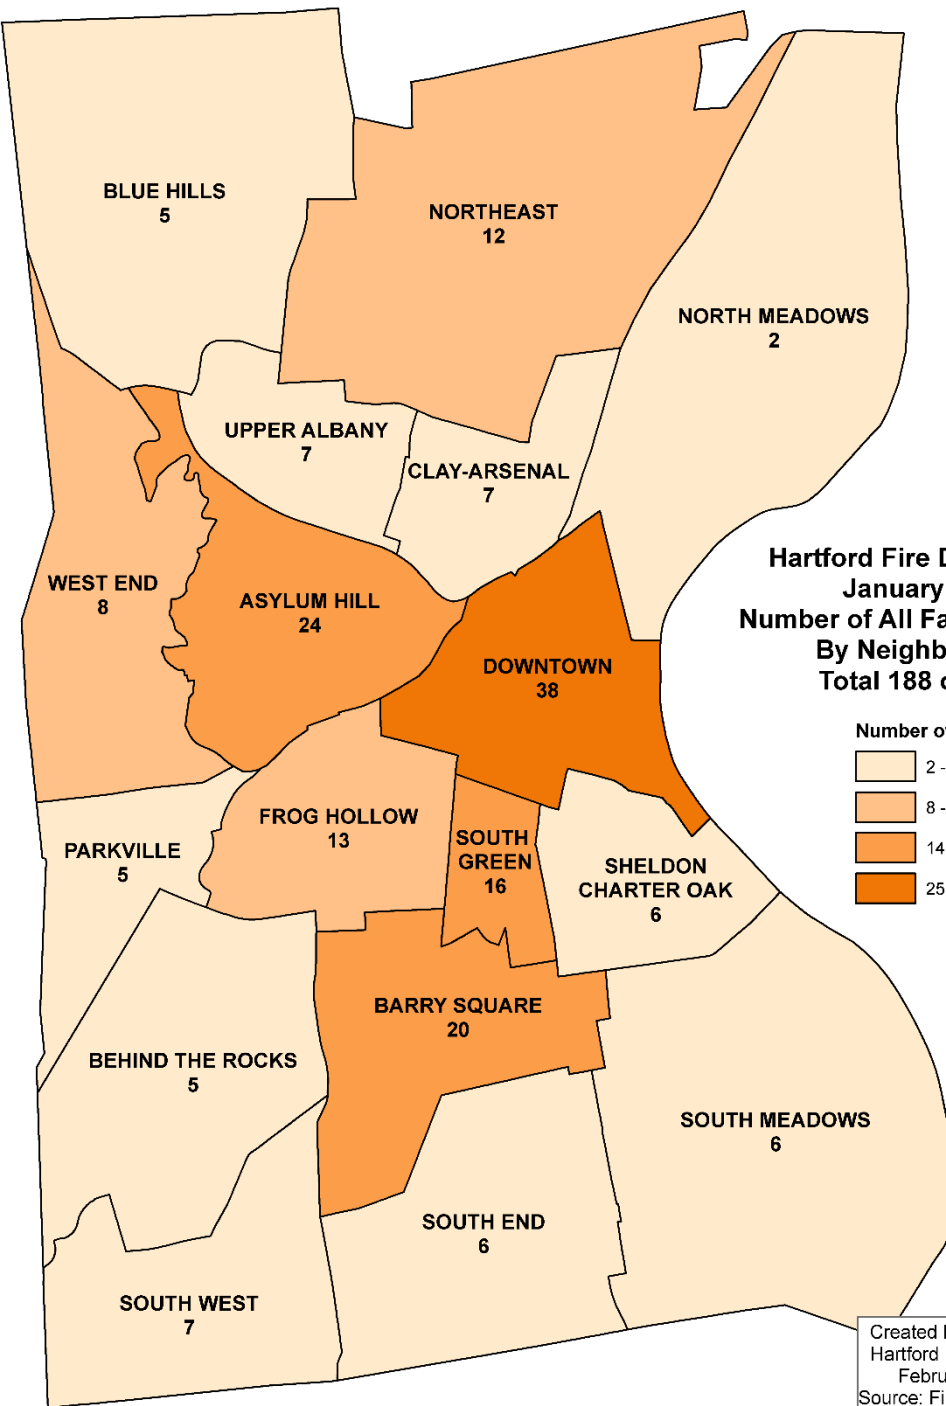 BLUE HILLS
5
NORTHEAST
12
NORTH MEADOWS
2
UPPER ALBANY
7
CLAY-ARSENAL
7
WEST END
8
ASYLUM HILL
24
DOWNTOWN
38
Hartford Fire
January
Number of All
By
Total 188
Number
2 -
8 -
14
25
FROG HOLLOW
13
SOUTH
GREEN
16
PARKVILLE
5
SHELDON
CHARTER OAK
6
BARRY SQUARE
20
BEHIND THE ROCKS
5
SOUTH MEADOWS
6
SOUTH END
6
SOUTH WEST
7
Created
Hartford
Febru
Source: Fi